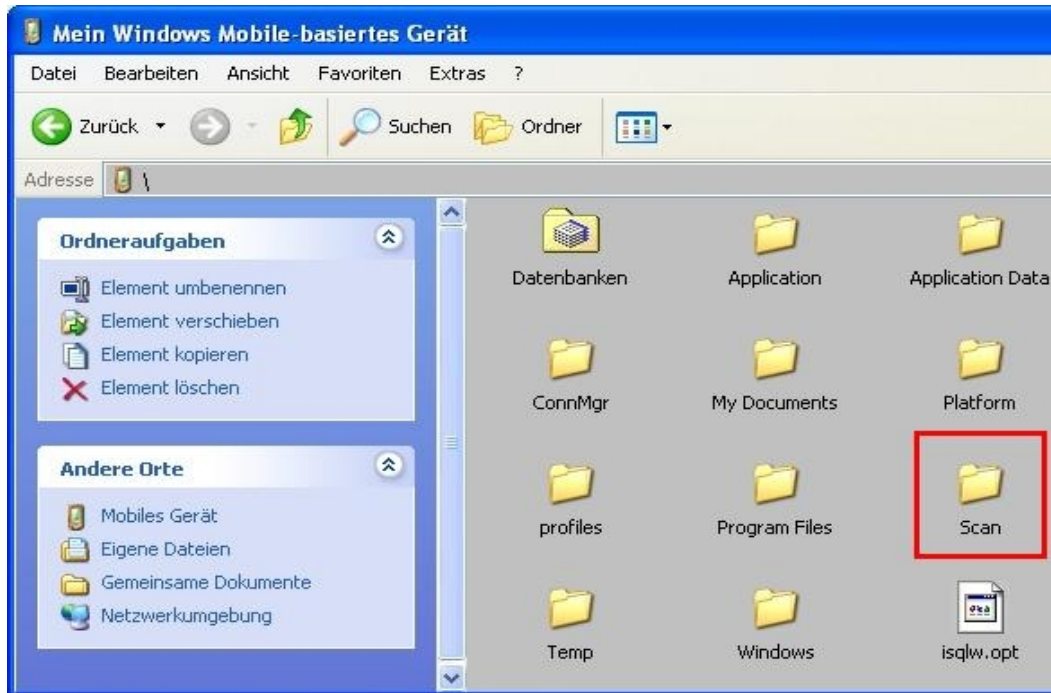 Mein Windows Mobile-basiertes Gerät
Datei Bearbeiten Ansicht Favoriten Extras ?
Zurück Suchen Ordner
Adresse \
Ordneraufgaben
Element umbenennen
Element verschieben
Element kopieren
Element löschen
Andere Orte
Mobiles Gerät
Eigene Dateien
Gemeinsame Dokumente
Netzwerkumgebung
Datenbanken Application Application Data
ConnMgr My Documents Platform
profiles Program Files Scan
Temp Windows isqlw.opt